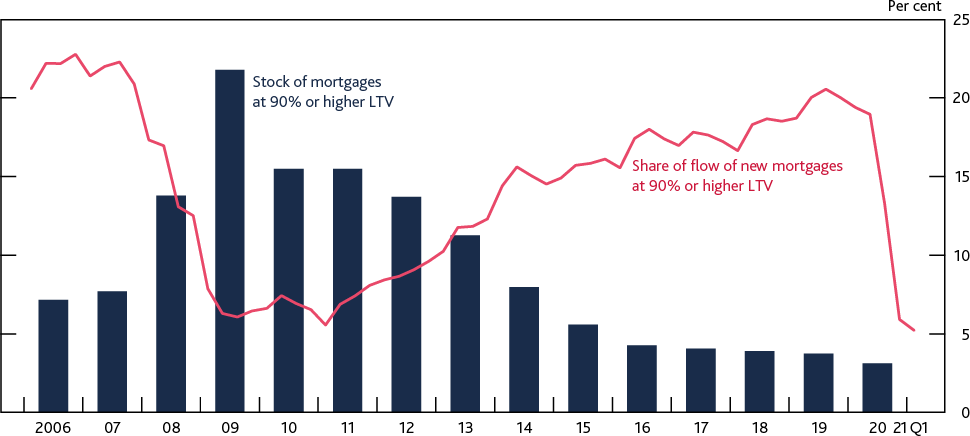 Per cent
25
20
15
10
5
0
Stock of mortgages
at 90% or higher LTV
Share of flow of new mortgages
at 90% or higher LTV
2006 07 08 09 10 11 12 13 14 15 16 17 18 19 20 21 Q1